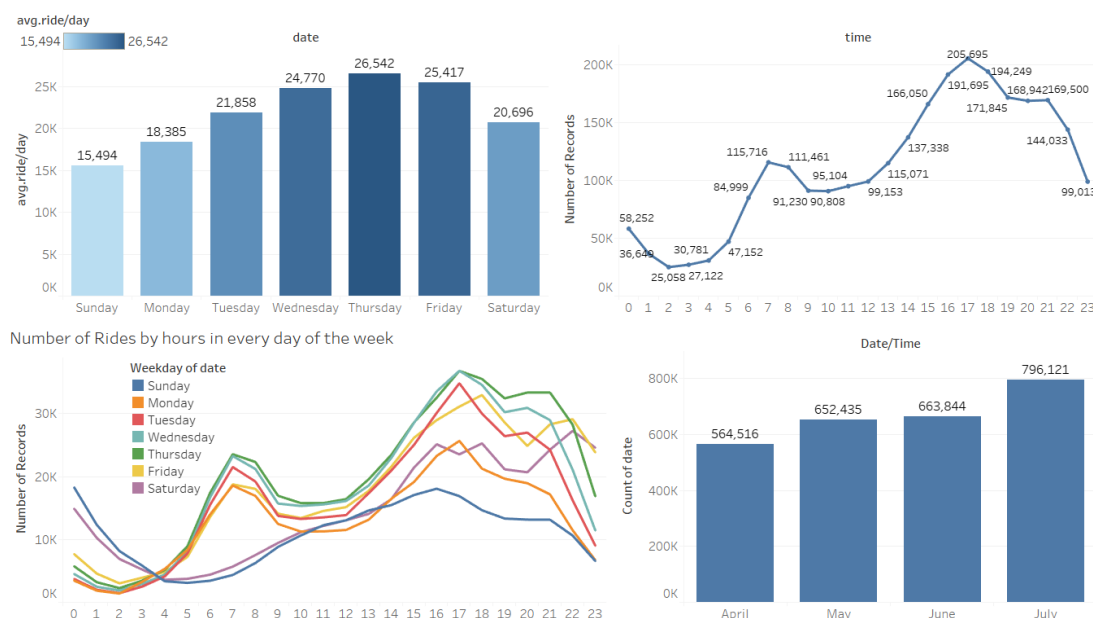 avg.ride/day
15,494 26,542
date
avg.ride/day
25K
20K
15K
10K
5K
0K
15,494
18,385
21,858
24,770
26,542
25,417
20,696
Sunday Monday Tuesday Wednesday Thursday Friday Saturday
time
Number of Records
200K
150K
100K
50K
0K
58,252
36,649
25,058
27,122
30,781
47,152
84,999
115,716
111,461
91,230
90,808
95,104
99,153
115,071
137,338
166,050
191,695
205,695
194,249
171,845
168,942
169,500
144,033
99,013
0 1 2 3 4 5 6 7 8 9 10 11 12 13 14 15 16 17 18 19 20 21 22 23
Number of Rides by hours in every day of the week
Weekday of date
Sunday
Monday
Tuesday
Wednesday
Thursday
Friday
Saturday
Number of Records
30K
20K
10K
0K
0 1 2 3 4 5 6 7 8 9 10 11 12 13 14 15 16 17 18 19 20 21 22 23
Date/Time
Count of date
800K
600K
400K
200K
0K
564,516
652,435
663,844
796,121
April May June July